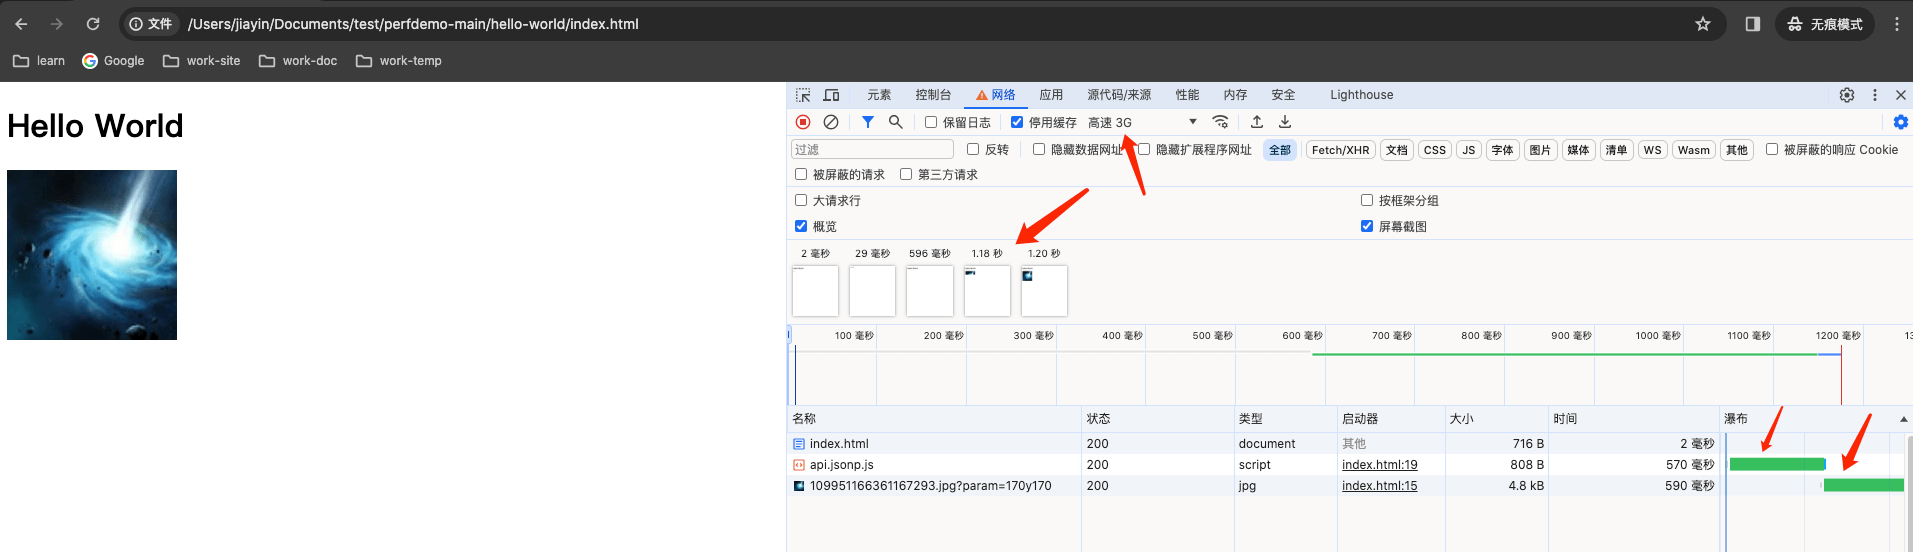 文件 /Users/jiayin/Documents/test/perfdemo-main/hello-world/index.html 无痕模式
learn Google work-site work-doc work-temp
Hello World
元素 控制台 网络 应用 源代码/来源 性能 内存 安全 Lighthouse
保留日志 停用缓存 高速 3G
过滤 反转 隐藏数据网址 隐藏扩展程序网址 全部 Fetch/XHR 文档 CSS JS 字体 图片 媒体 清单 WS Wasm 其他 被屏蔽的响应 Cookie
被屏蔽的请求 第三方请求
大请求行 按框架分组
概览 屏幕截图
2 毫秒 29 毫秒 596 毫秒 1.18 秒 1.20 秒
100 毫秒 200 毫秒 300 毫秒 400 毫秒 500 毫秒 600 毫秒 700 毫秒 800 毫秒 900 毫秒 1000 毫秒 1100 毫秒 1200 毫秒
名称 状态 类型 启动器 大小 时间 瀑布
index.html 200 document 其他 716 B 2 毫秒
api.jsonp.js 200 script index.html:19 808 B 570 毫秒
109951166361167293.jpg?param=170y170 200 jpg index.html:15 4.8 kB 590 毫秒